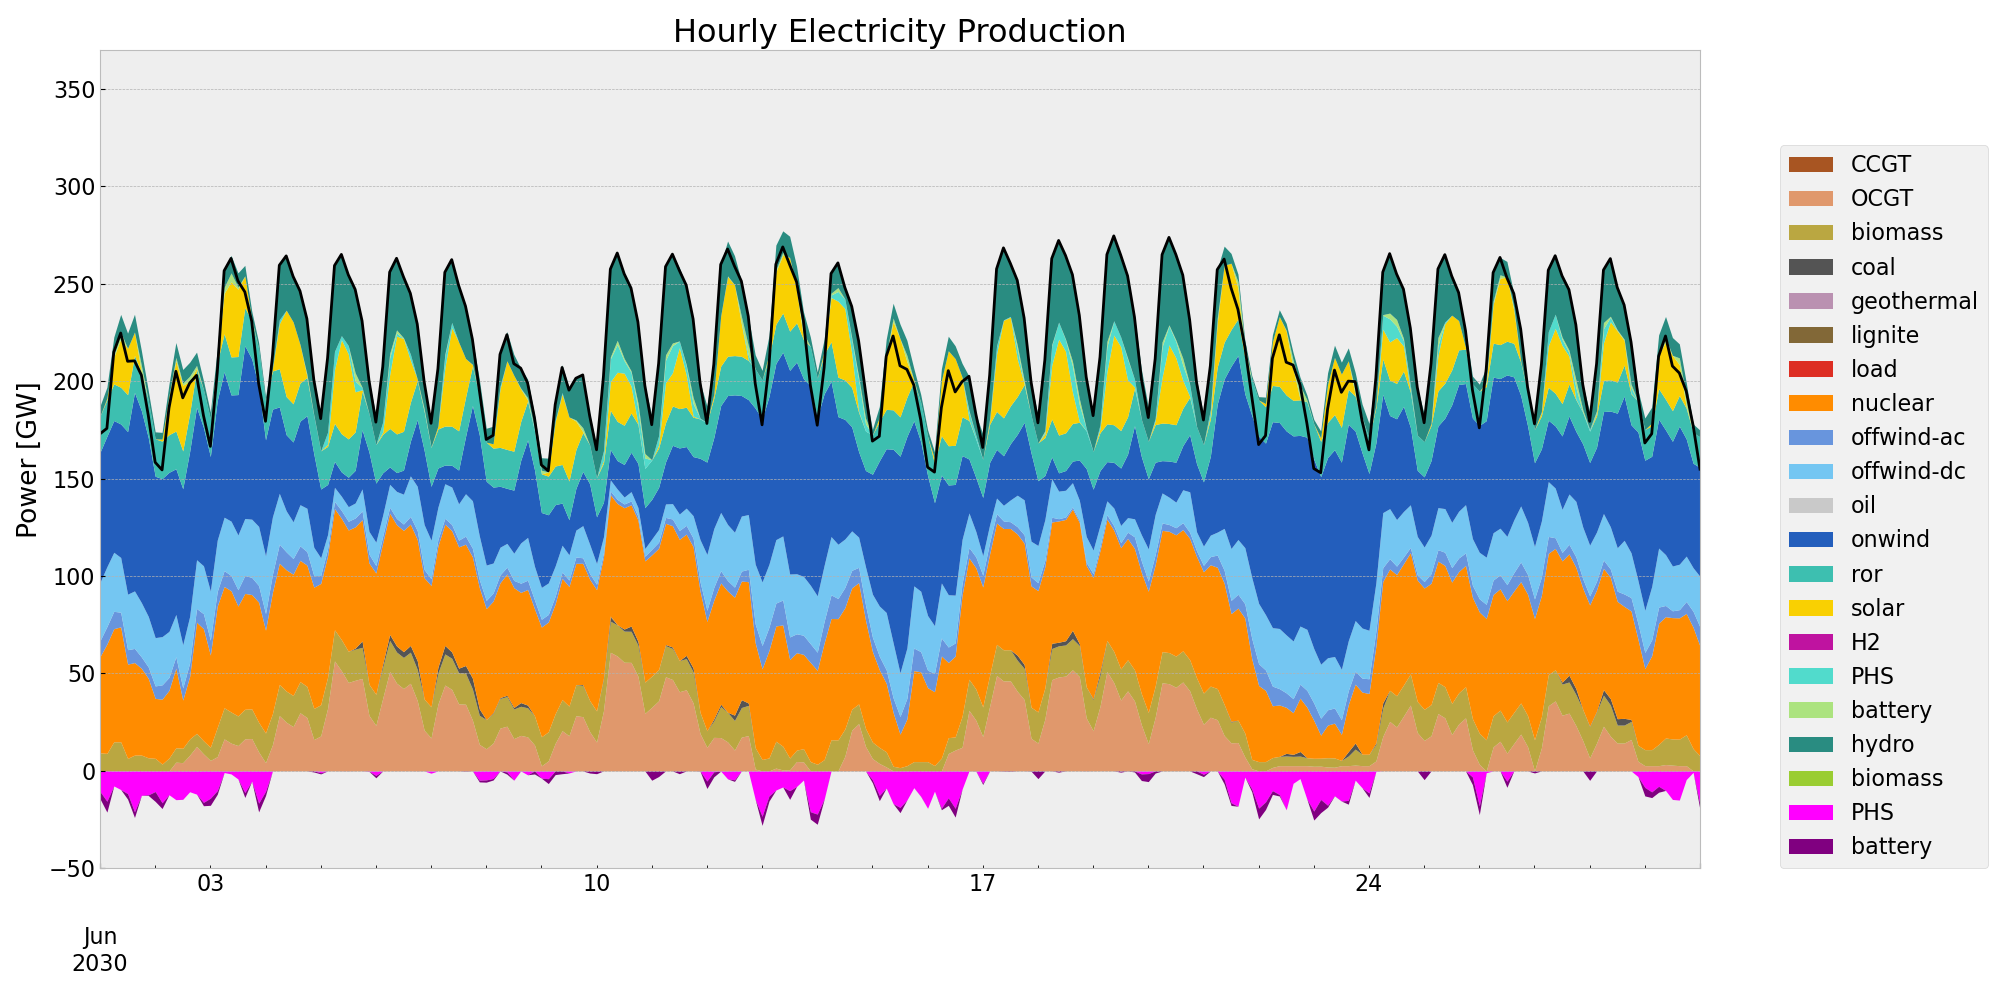 Hourly Electricity Production
Power [GW]
350
300
250
200
150
100
50
0
−50
03
10
17
24
Jun
2030
CCGT
OCGT
biomass
coal
geothermal
lignite
load
nuclear
offwind-ac
offwind-dc
oil
onwind
ror
solar
H2
PHS
battery
hydro
biomass
PHS
battery